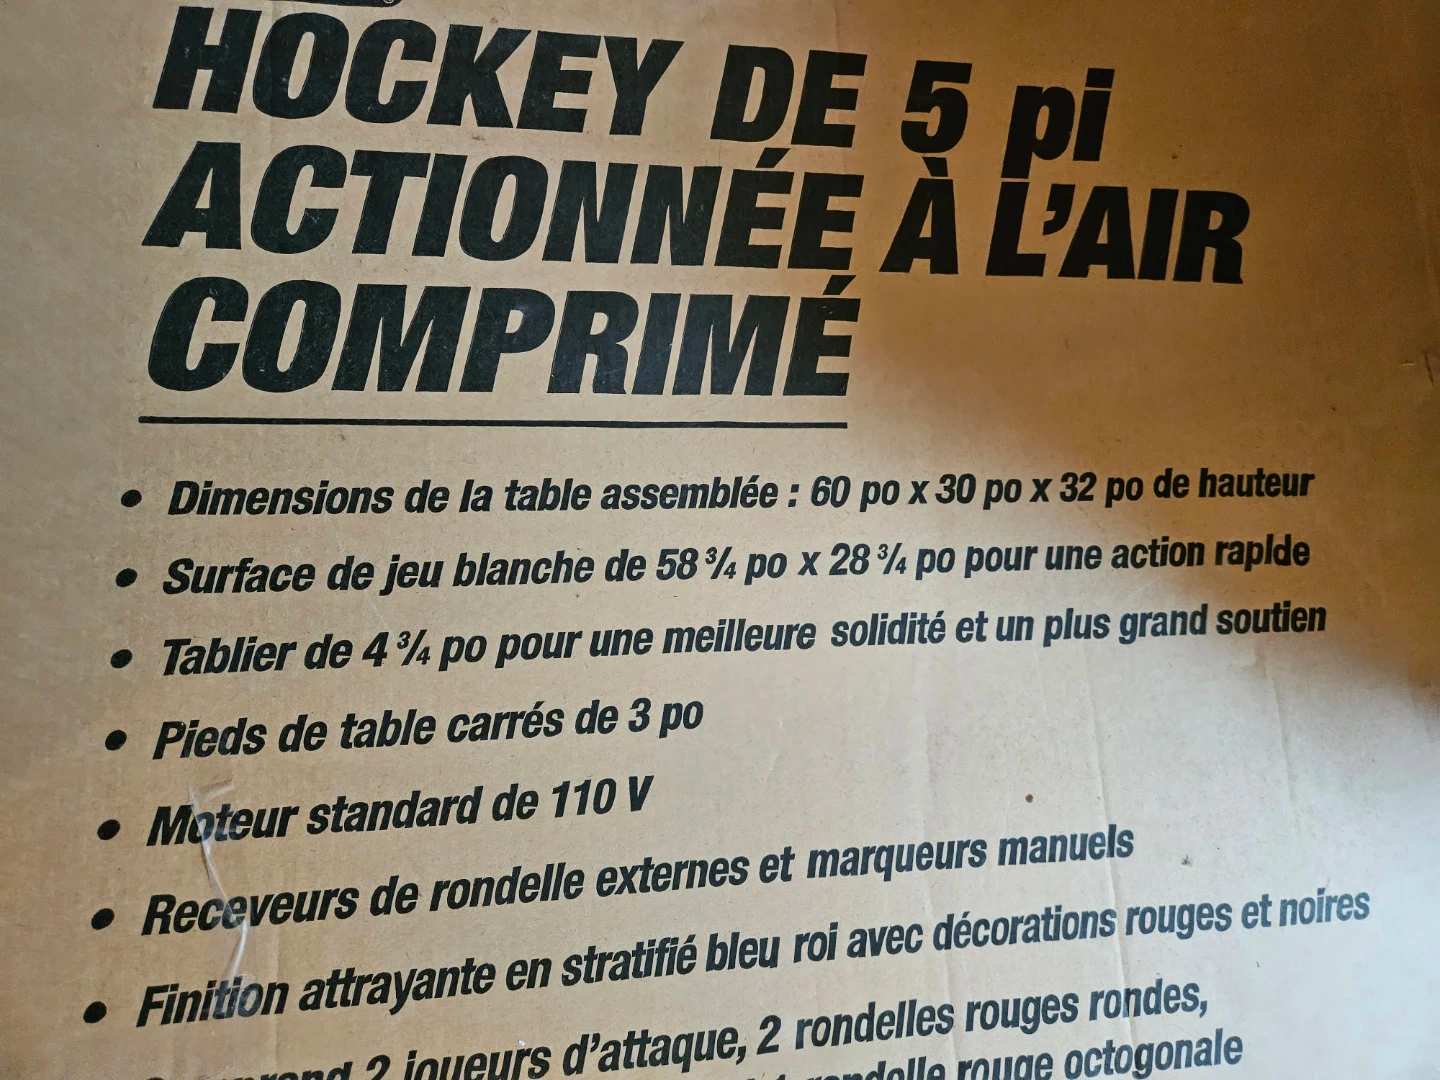 HOCKEY DE 5 pi
ACTIONNÉE À L'AIR
COMPRIMÉ
• Dimensions de la table assemblée : 60 po x 30 po x 32 po de hauteur
• Surface de jeu blanche de 58 ¾ po x 28 ¾ po pour une action rapide
• Tablier de 4 ¾ po pour une meilleure solidité et un plus grand soutien
• Pieds de table carrés de 3 po
• Moteur standard de 110 V
• Receveurs de rondelle externes et marqueurs manuels
• Finition attrayante en stratifié bleu roi avec décorations rouges et noires
2 joueurs d'attaque, 2 rondelles rouges rondes,
1 rondelle rouge octogonale